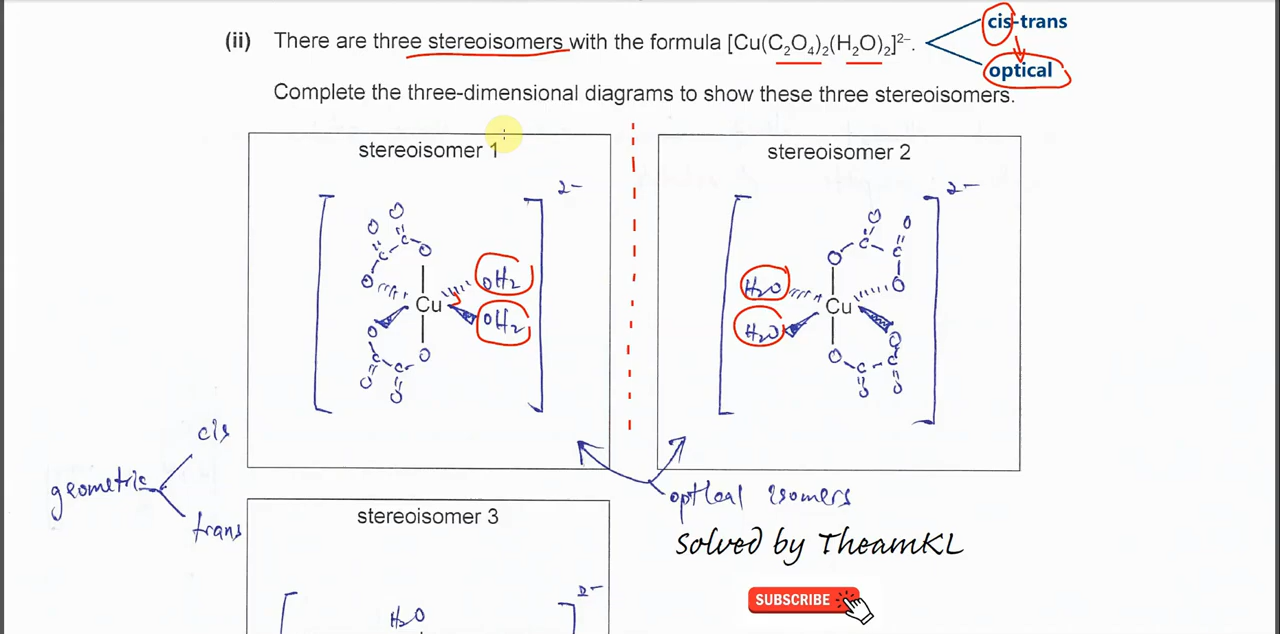 (ii) There are three stereoisomers with the formula [Cu(C₂O₄)₂(H₂O)₂]²⁻.
cis-trans
optical
Complete the three-dimensional diagrams to show these three stereoisomers.
stereoisomer 1
2-
O
O
C
C
O
O
OH2
Cu
OH2
O
O
C
C
O
O
stereoisomer 2
2-
O
O
C
C
O
O
H2O
Cu
H2O
O
O
C
C
O
O
cis
geometric
trans
optical isomers
stereoisomer 3
2-
H2O
Solved by TheamKL
SUBSCRIBE